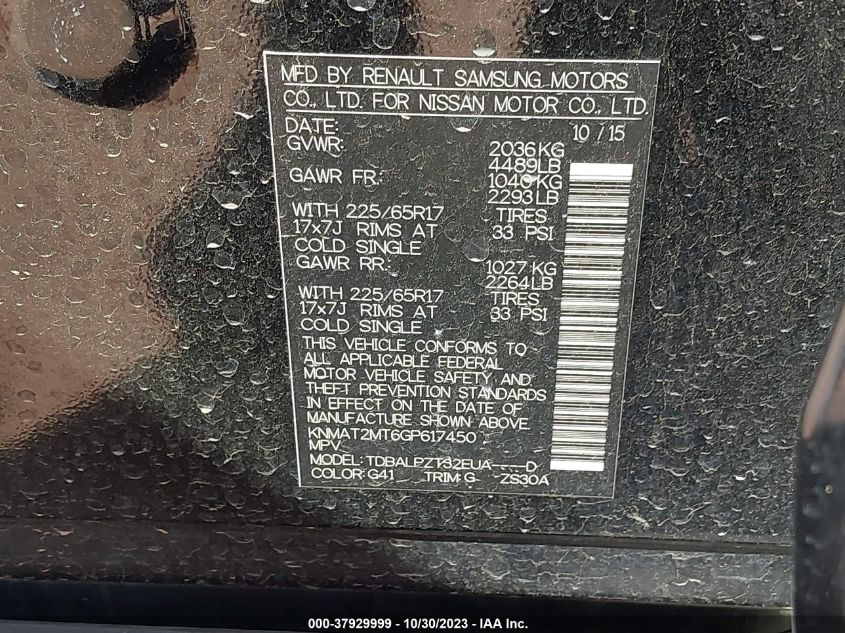 MFD BY RENAULT SAMSUNG MOTORS
CO., LTD. FOR NISSAN MOTOR CO., LTD
DATE: 10 / 15
GVWR: 2036KG
4489LB
GAWR FR: 1040KG
2293LB
WITH 225/65R17 TIRES
17x7J RIMS AT 33 PSI
COLD SINGLE
GAWR RR: 1027KG
2264LB
WITH 225/65R17 TIRES
17x7J RIMS AT 33 PSI
COLD SINGLE
THIS VEHICLE CONFORMS TO
ALL APPLICABLE FEDERAL
MOTOR VEHICLE SAFETY AND
THEFT PREVENTION STANDARDS
IN EFFECT ON THE DATE OF
MANUFACTURE SHOWN ABOVE
KNMAT2MT6GP617450
MPV
MODEL: TDBALPZT32EUA----D
COLOR:G41 TRIM:G ZS30A
000-37929999 - 10/30/2023 - IAA Inc.